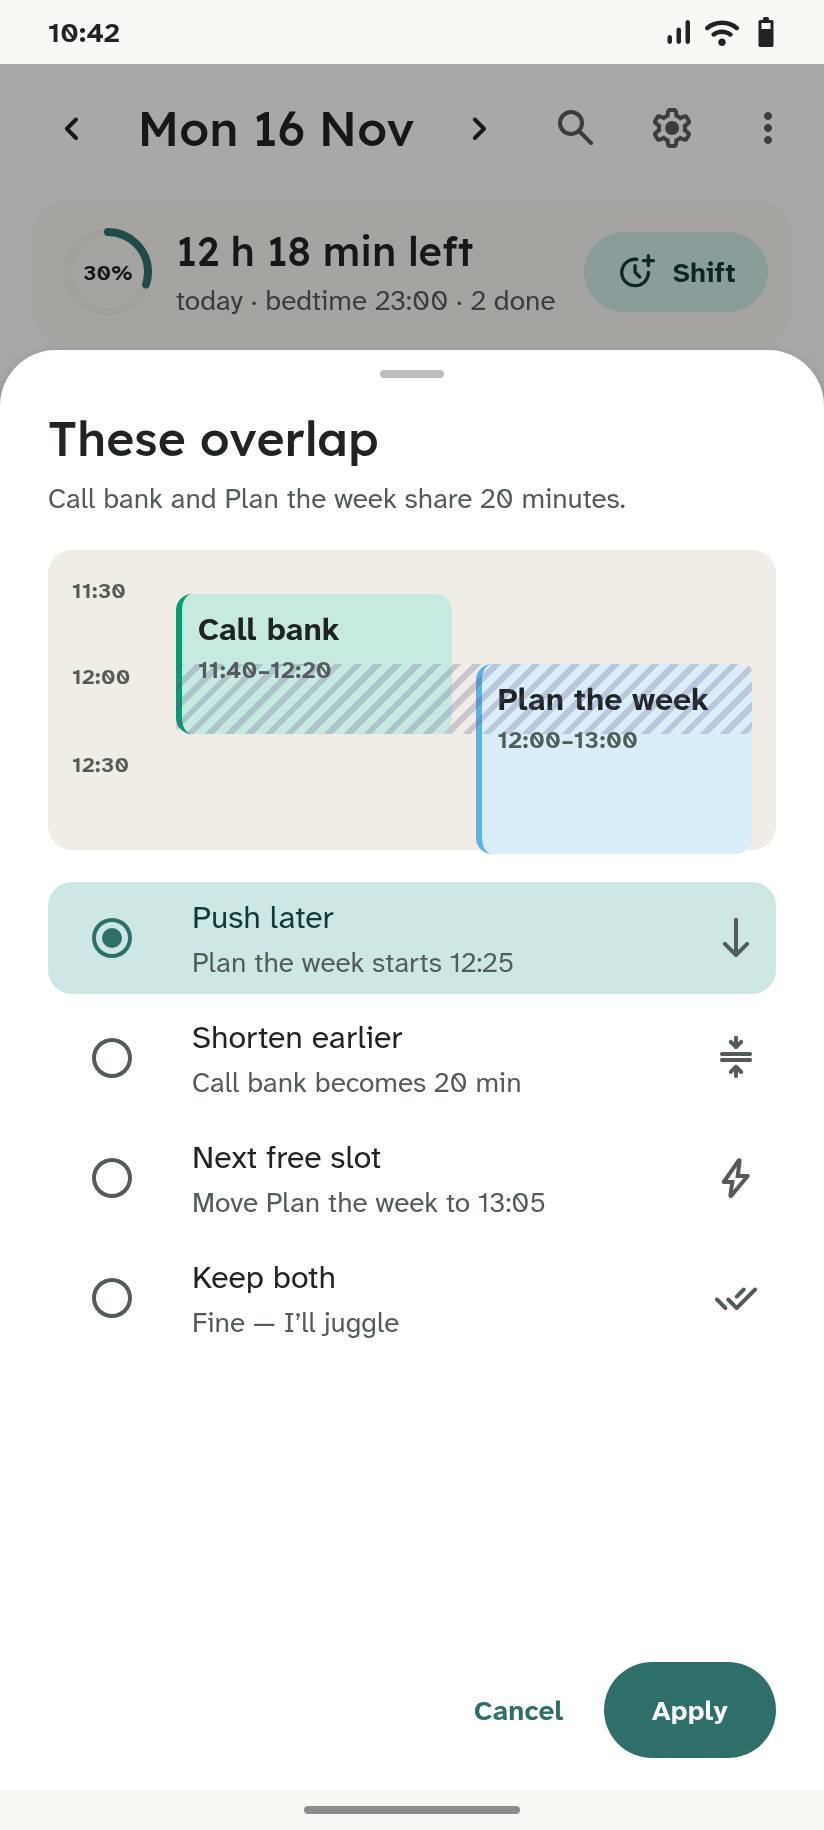 10:42
Mon 16 Nov
30%
12 h 18 min left
today · bedtime 23:00 · 2 done
Shift
These overlap
Call bank and Plan the week share 20 minutes.
11:30
Call bank
11:40–12:20
12:00
Plan the week
12:00–13:00
12:30
Push later
Plan the week starts 12:25
Shorten earlier
Call bank becomes 20 min
Next free slot
Move Plan the week to 13:05
Keep both
Fine — I’ll juggle
Cancel
Apply